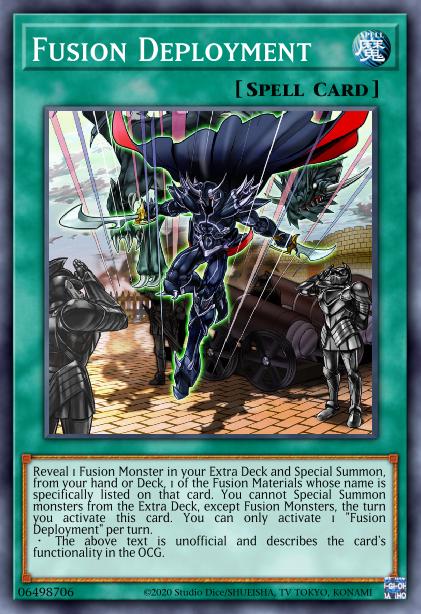 Fusion Deployment
SPELL
魔
[Spell Card]
Reveal 1 Fusion Monster in your Extra Deck and Special Summon,
from your hand or Deck, 1 of the Fusion Materials whose name is
specifically listed on that card. You cannot Special Summon
monsters from the Extra Deck, except Fusion Monsters, the turn
you activate this card. You can only activate 1 "Fusion
Deployment" per turn.
· The above text is unofficial and describes the card's
functionality in the OCG.
06498706
©2020 Studio Dice/SHUEISHA, TV TOKYO, KONAMI